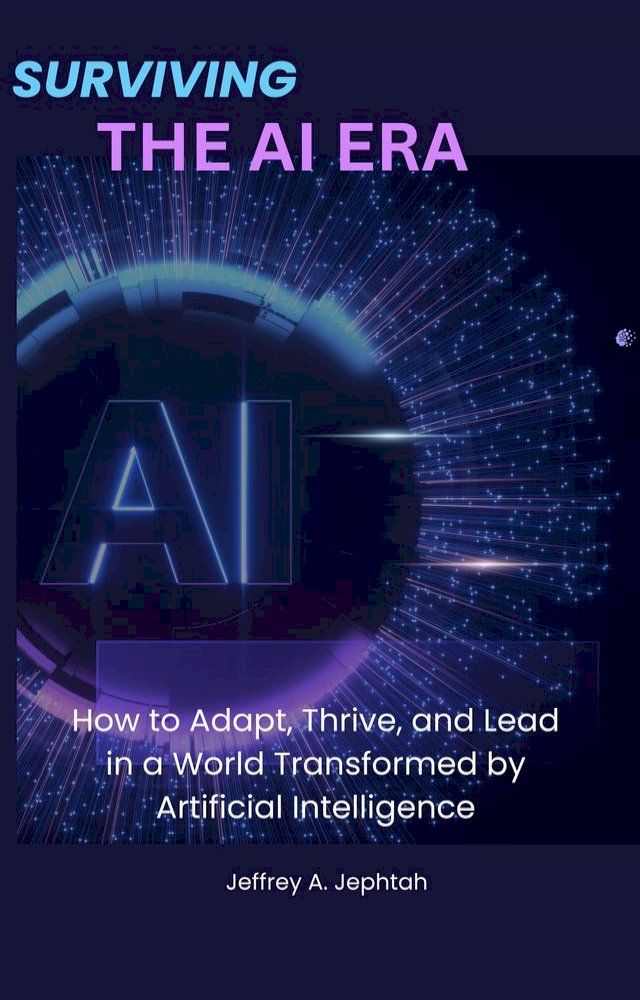 SURVIVING
THE AI ERA
AI
How to Adapt, Thrive, and Lead
in a World Transformed by
Artificial Intelligence
Jeffrey A. Jephtah